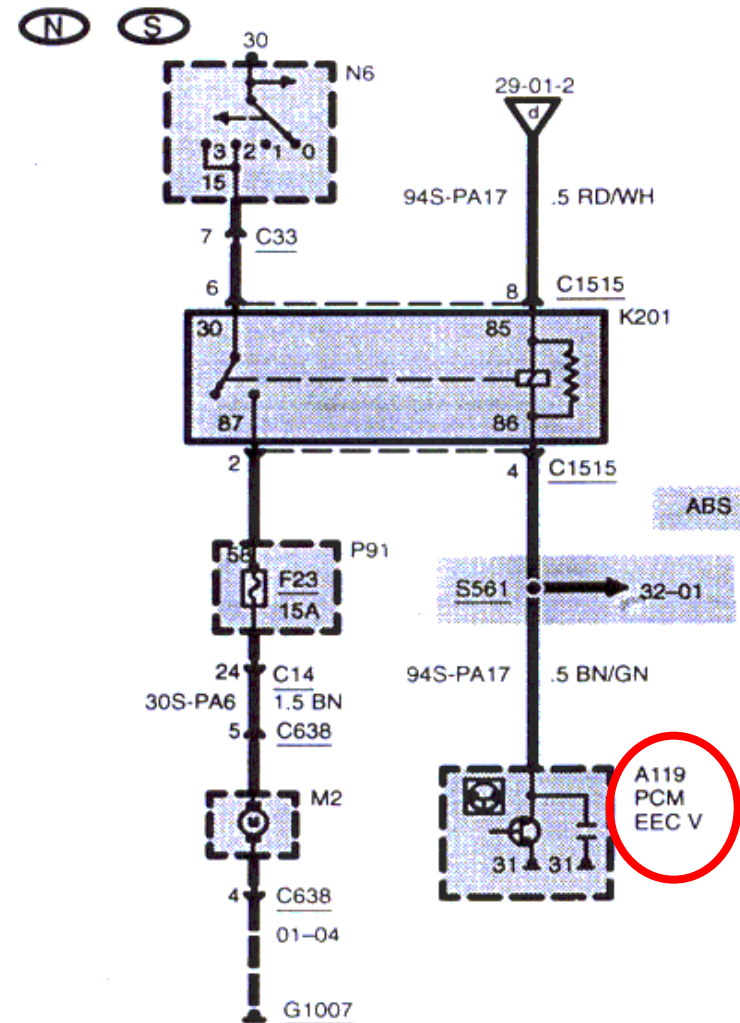 N S
30
N6
29-01-2
d
3 2 1 0
15
94S-PA17 .5 RD/WH
7 C33
6
8 C1515
K201
30 85
87 86
2
4 C1515
ABS
58 P91
F23
15A
S561 32-01
24 C14
30S-PA6 1.5 BN
94S-PA17 .5 BN/GN
5 C638
M2
M
A119
PCM
EEC V
31 31
4 C638
01-04
G1007